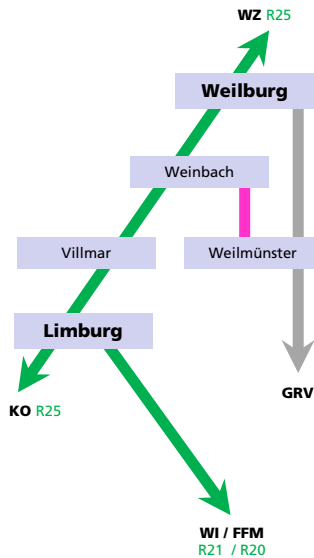 WZ R25
Weilburg
Weinbach
Villmar
Weilmünster
Limburg
GRV
KO R25
WI / FFM
R21 / R20